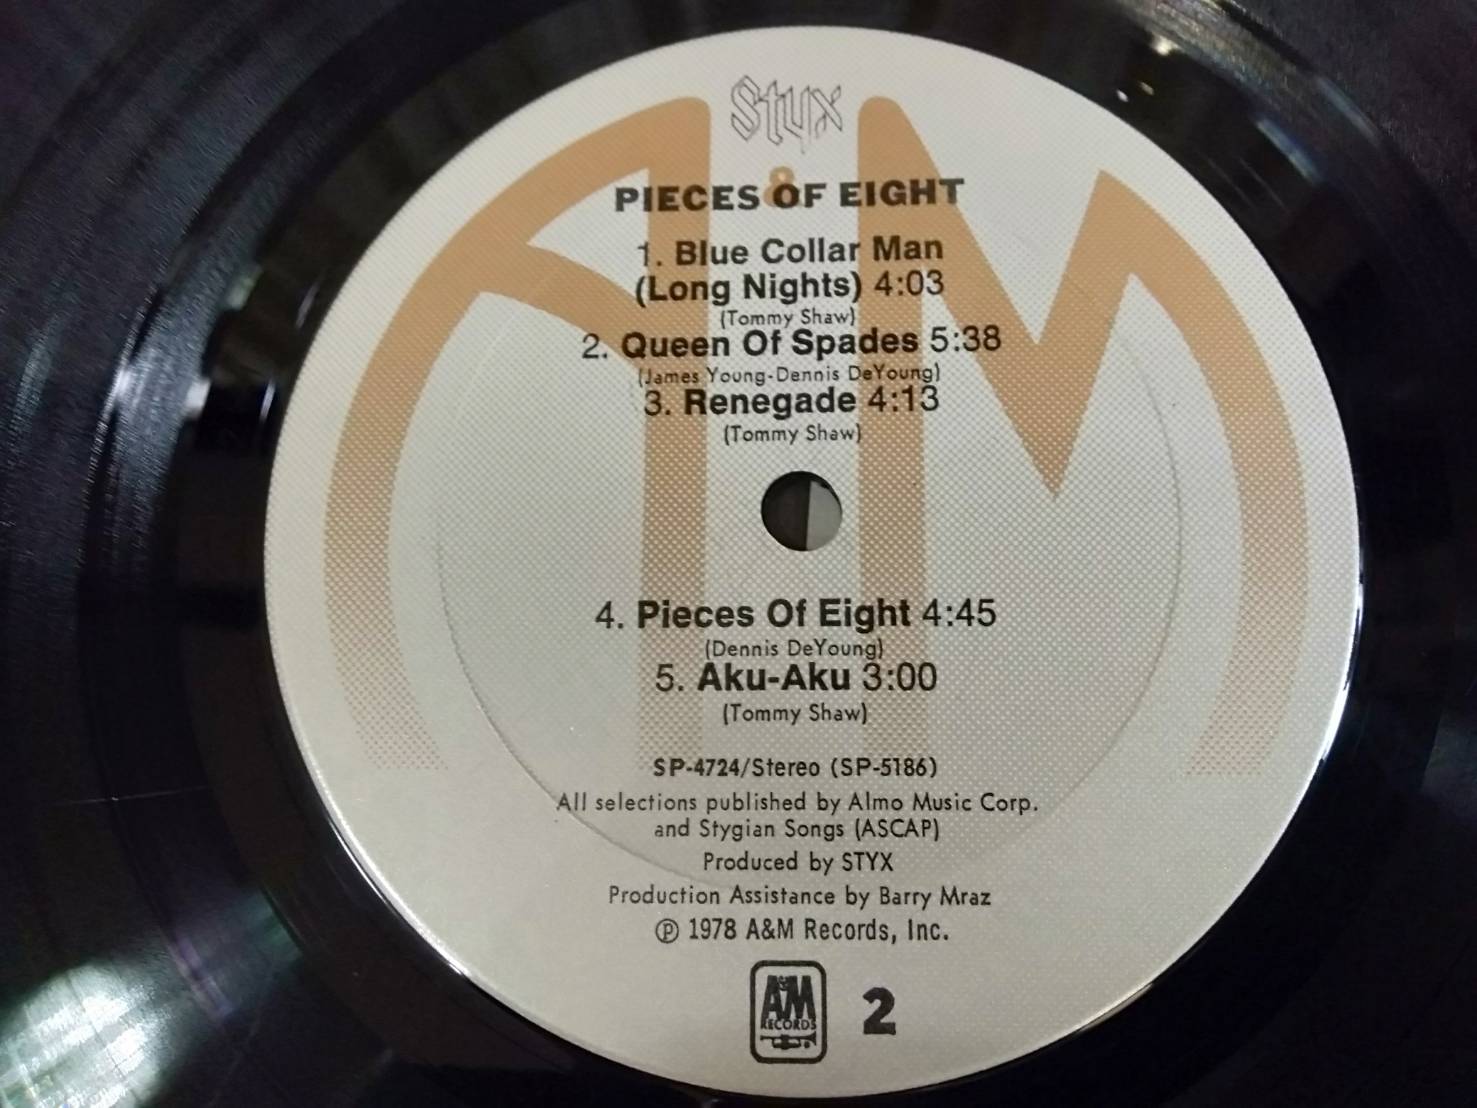 Styx
PIECES OF EIGHT
1. Blue Collar Man
(Long Nights) 4:03
(Tommy Shaw)
2. Queen Of Spades 5:38
(James Young-Dennis DeYoung)
3. Renegade 4:13
(Tommy Shaw)
4. Pieces Of Eight 4:45
(Dennis DeYoung)
5. Aku-Aku 3:00
(Tommy Shaw)
SP-4724/Stereo (SP-5186)
All selections published by Almo Music Corp.
and Stygian Songs (ASCAP)
Produced by STYX
Production Assistance by Barry Mraz
℗ 1978 A&M Records, Inc.
A&M
RECORDS
2
A&M